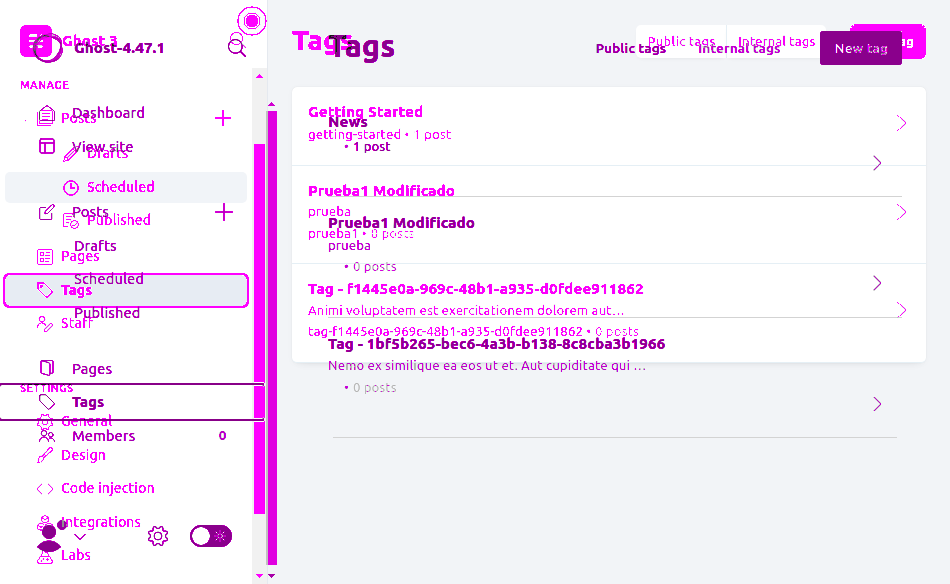 Ghost 3
Ghost-4.47.1
MANAGE
Dashboard
Posts
View site
Drafts
Scheduled
Posts
Published
Drafts
Pages
Scheduled
Tags
Published
Staff
Pages
SETTINGS
Tags
General
Members 0
Design
Code injection
Integrations
Labs
Tags
Tags
Public tags Internal tags
Public tags Internal tags New tag
Getting Started
News
getting-started • 1 post
• 1 post
Prueba1 Modificado
prueba
Prueba1 Modificado
prueba1 • 0 posts
prueba
• 0 posts
Tag - f1445e0a-969c-48b1-a935-d0fdee911862
Animi voluptatem est exercitationem dolorem aut...
tag-f1445e0a-969c-48b1-a935-d0fdee911862 • 0 posts
Tag - 1bf5b265-bec6-4a3b-b138-8c8cba3b1966
Nemo ex similique ea eos ut et. Aut cupiditate qui ...
• 0 posts